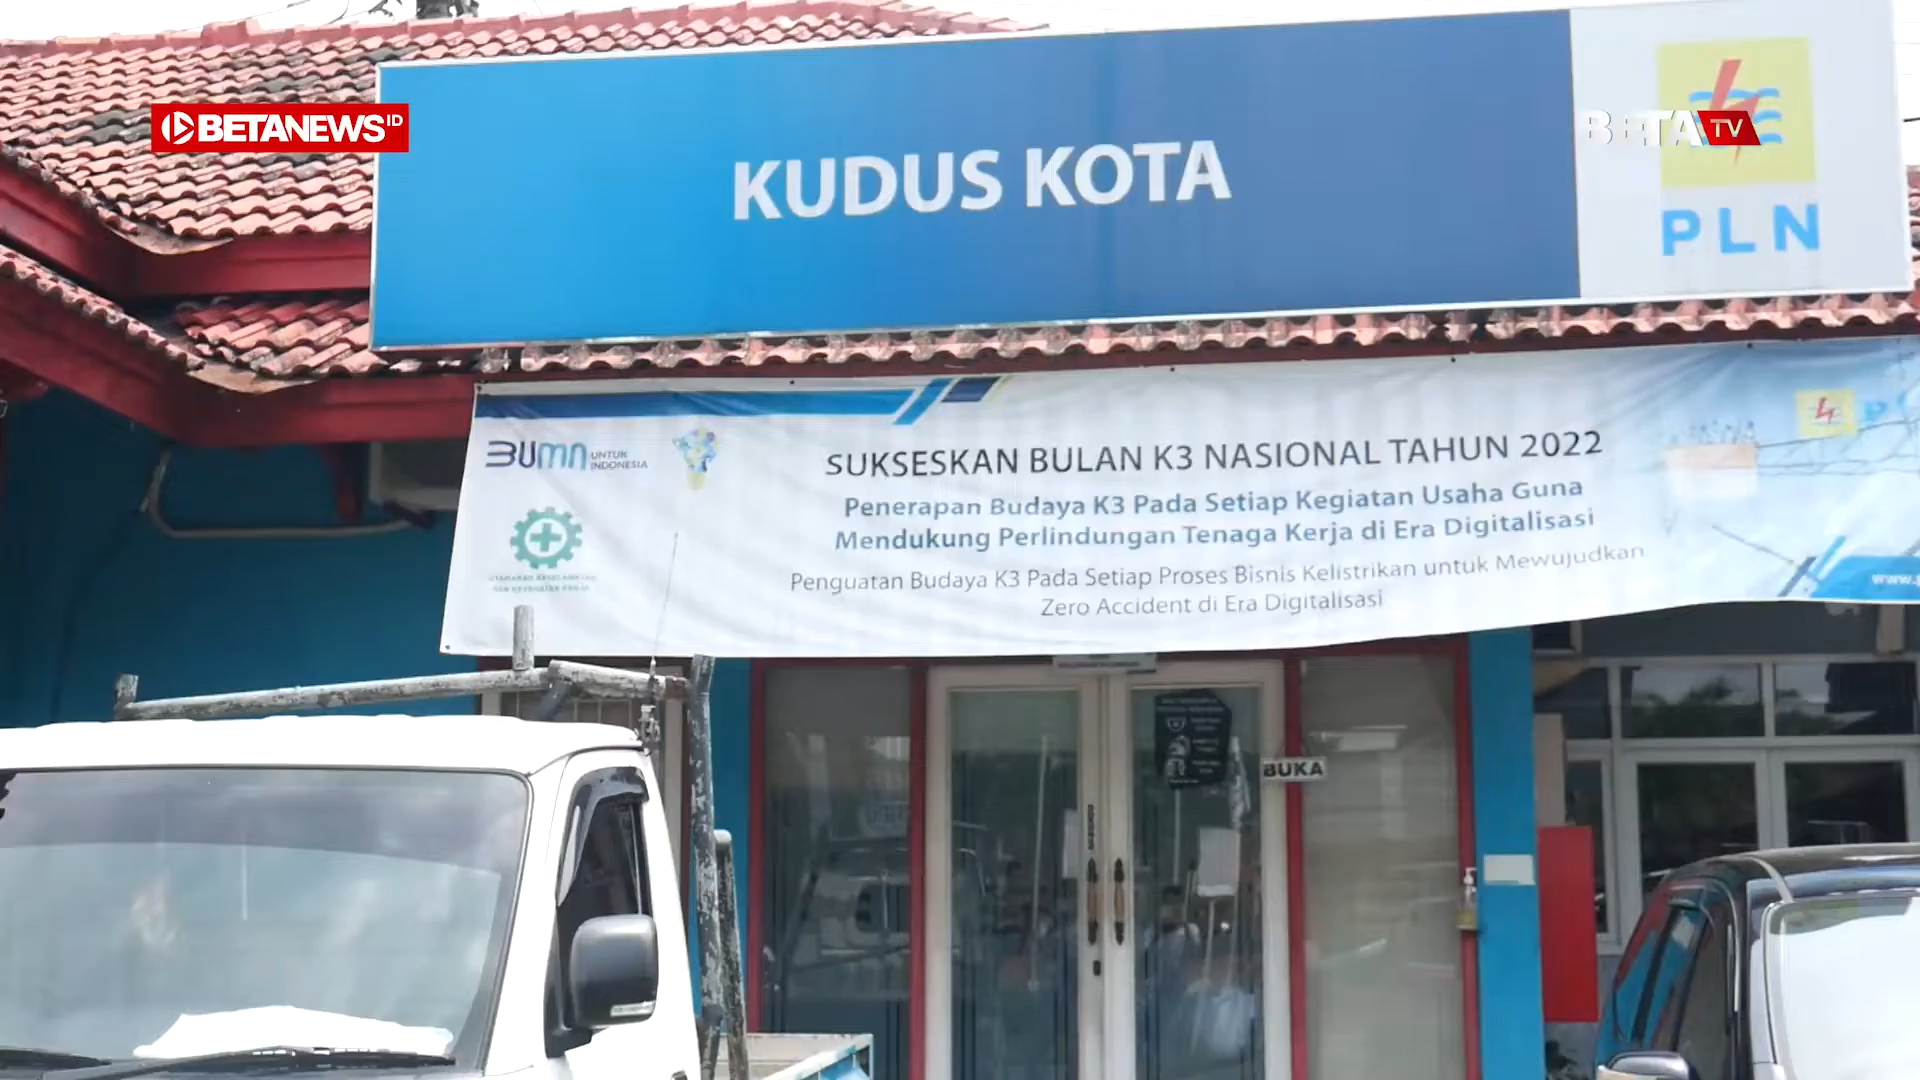 BETANEWS ID
BETA TV
KUDUS KOTA
PLN
BUMN UNTUK INDONESIA
SUKSESKAN BULAN K3 NASIONAL TAHUN 2022
Penerapan Budaya K3 Pada Setiap Kegiatan Usaha Guna
Mendukung Perlindungan Tenaga Kerja di Era Digitalisasi
Penguatan Budaya K3 Pada Setiap Proses Bisnis Kelistrikan untuk Mewujudkan
Zero Accident di Era Digitalisasi
www.p
BUKA